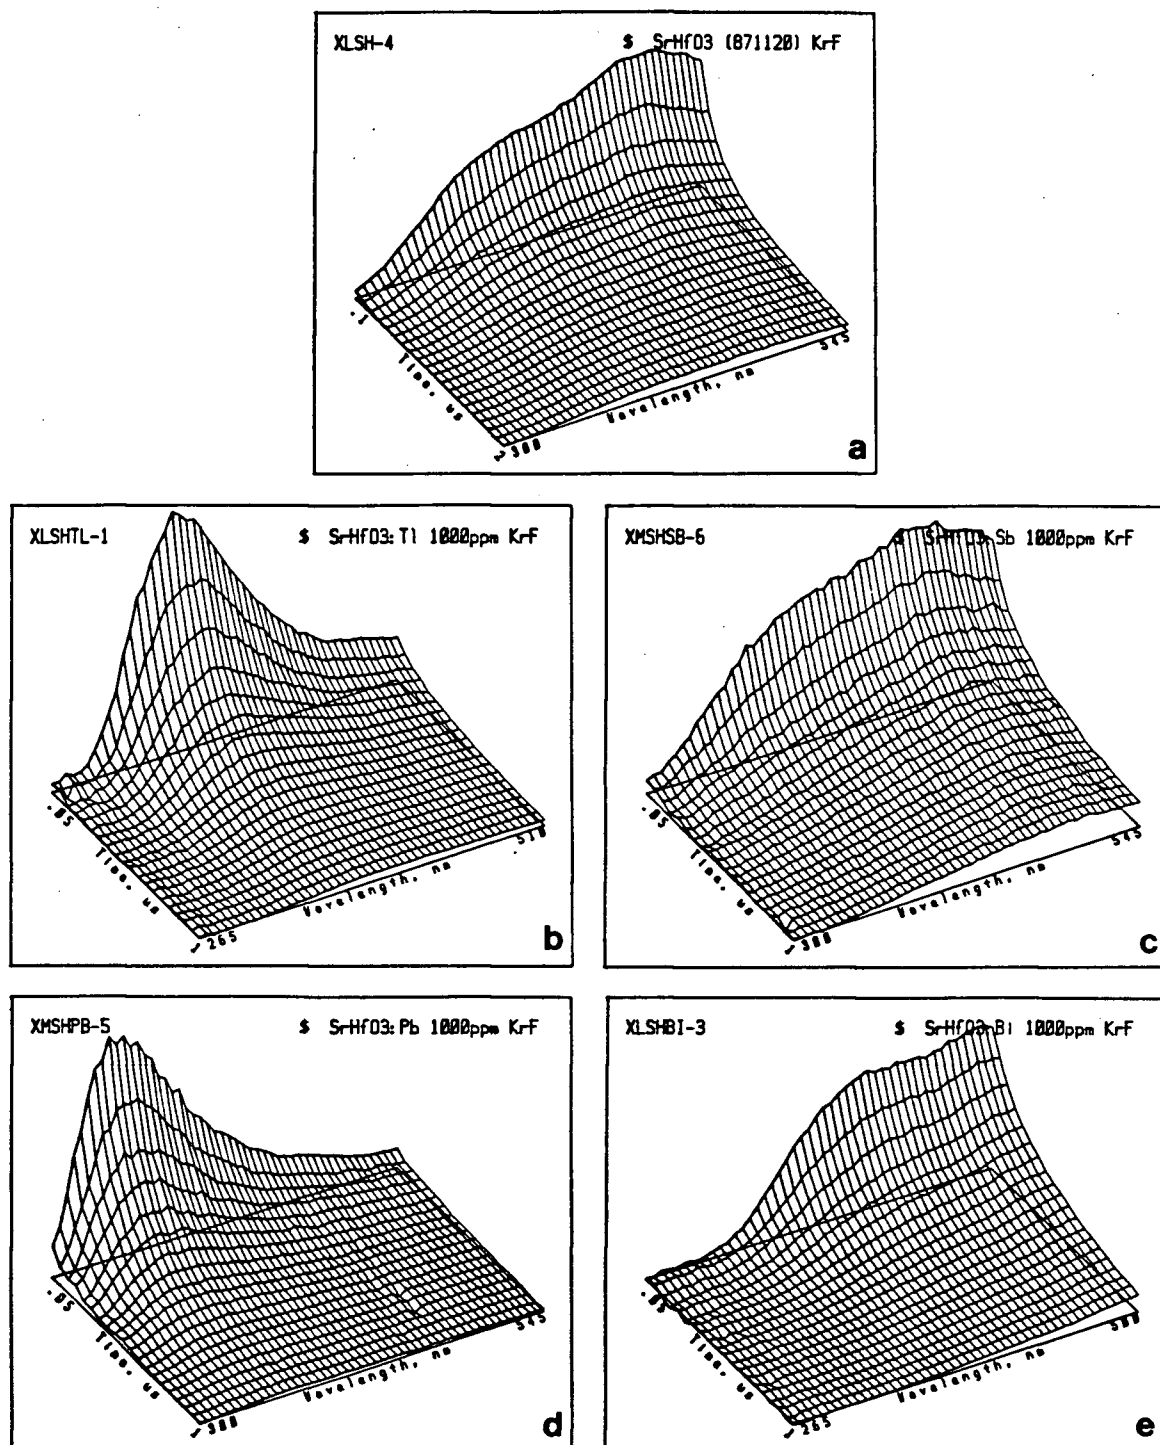 XLSH-4
$ SrHfO3 (871120) KrF
.1
Time, us
300
Wavelength, nm
545
a
XLSHTL-1
$ SrHfO3:Tl 1000ppm KrF
.05
Time, us
265
Wavelength, nm
510
b
XMSHSB-6
$ SrHfO3:Sb 1000ppm KrF
.05
Time, us
300
Wavelength, nm
545
c
XMSHPB-5
$ SrHfO3:Pb 1000ppm KrF
.05
Time, us
300
Wavelength, nm
545
d
XLSHBI-3
$ SrHfO3:Bi 1000ppm KrF
Time, us
265
Wavelength, nm
e